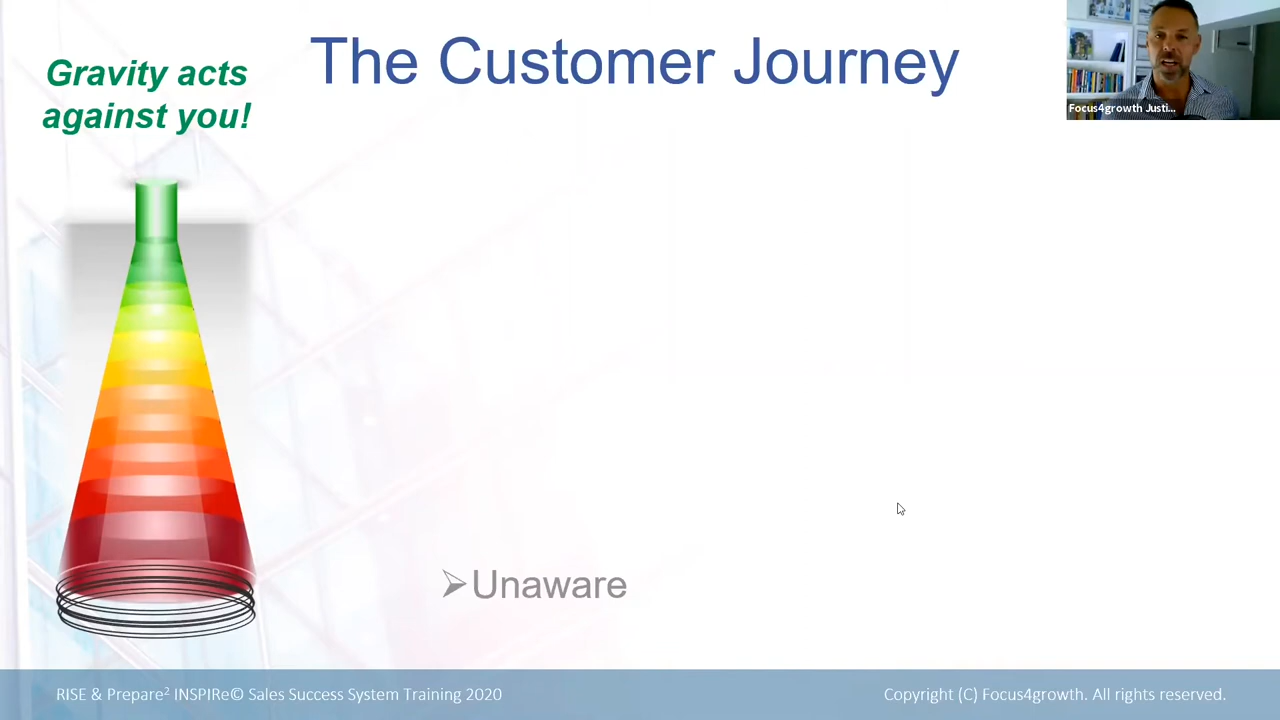 Gravity acts
against you!
The Customer Journey
Focus4growth Justi...
➢Unaware
RISE & Prepare² INSPIRe© Sales Success System Training 2020
Copyright (C) Focus4growth. All rights reserved.